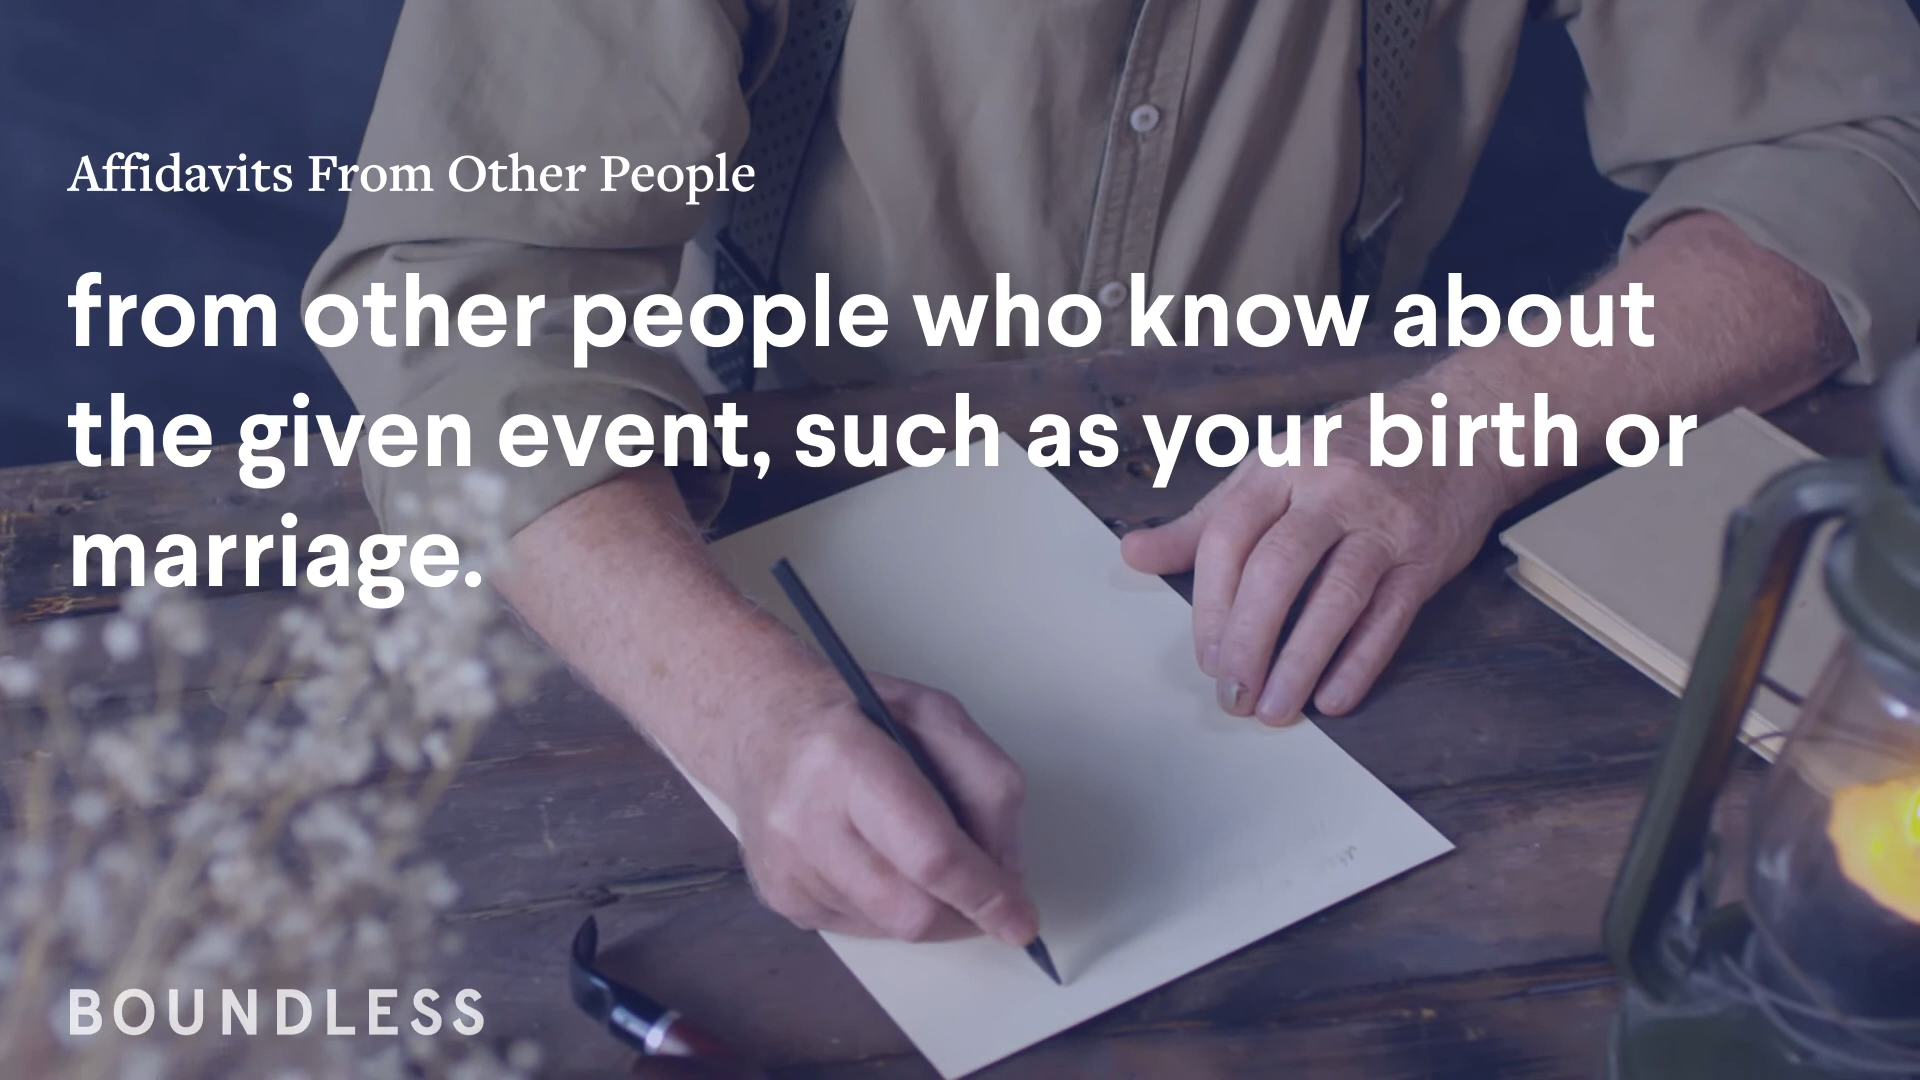 Affidavits From Other People
from other people who know about
the given event, such as your birth or
marriage.
BOUNDLESS